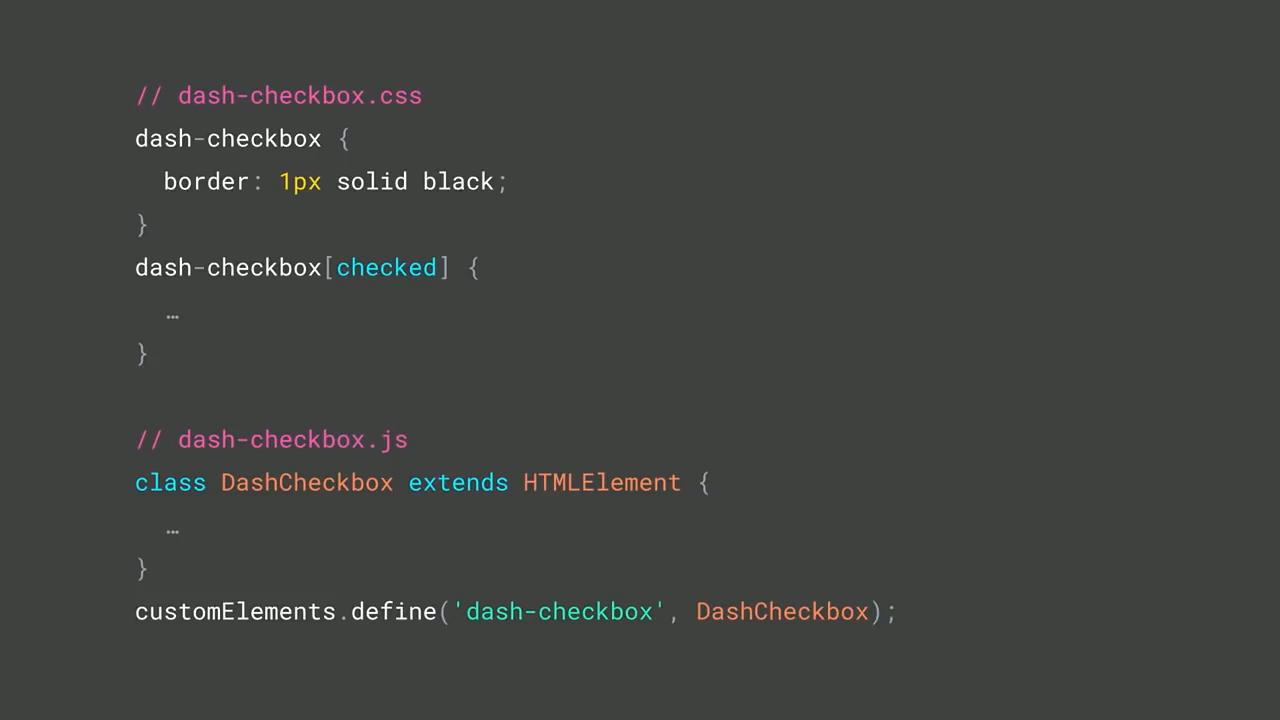 // dash-checkbox.css
dash-checkbox {
  border: 1px solid black;
}
dash-checkbox[checked] {
  …
}
// dash-checkbox.js
class DashCheckbox extends HTMLElement {
  …
}
customElements.define('dash-checkbox', DashCheckbox);